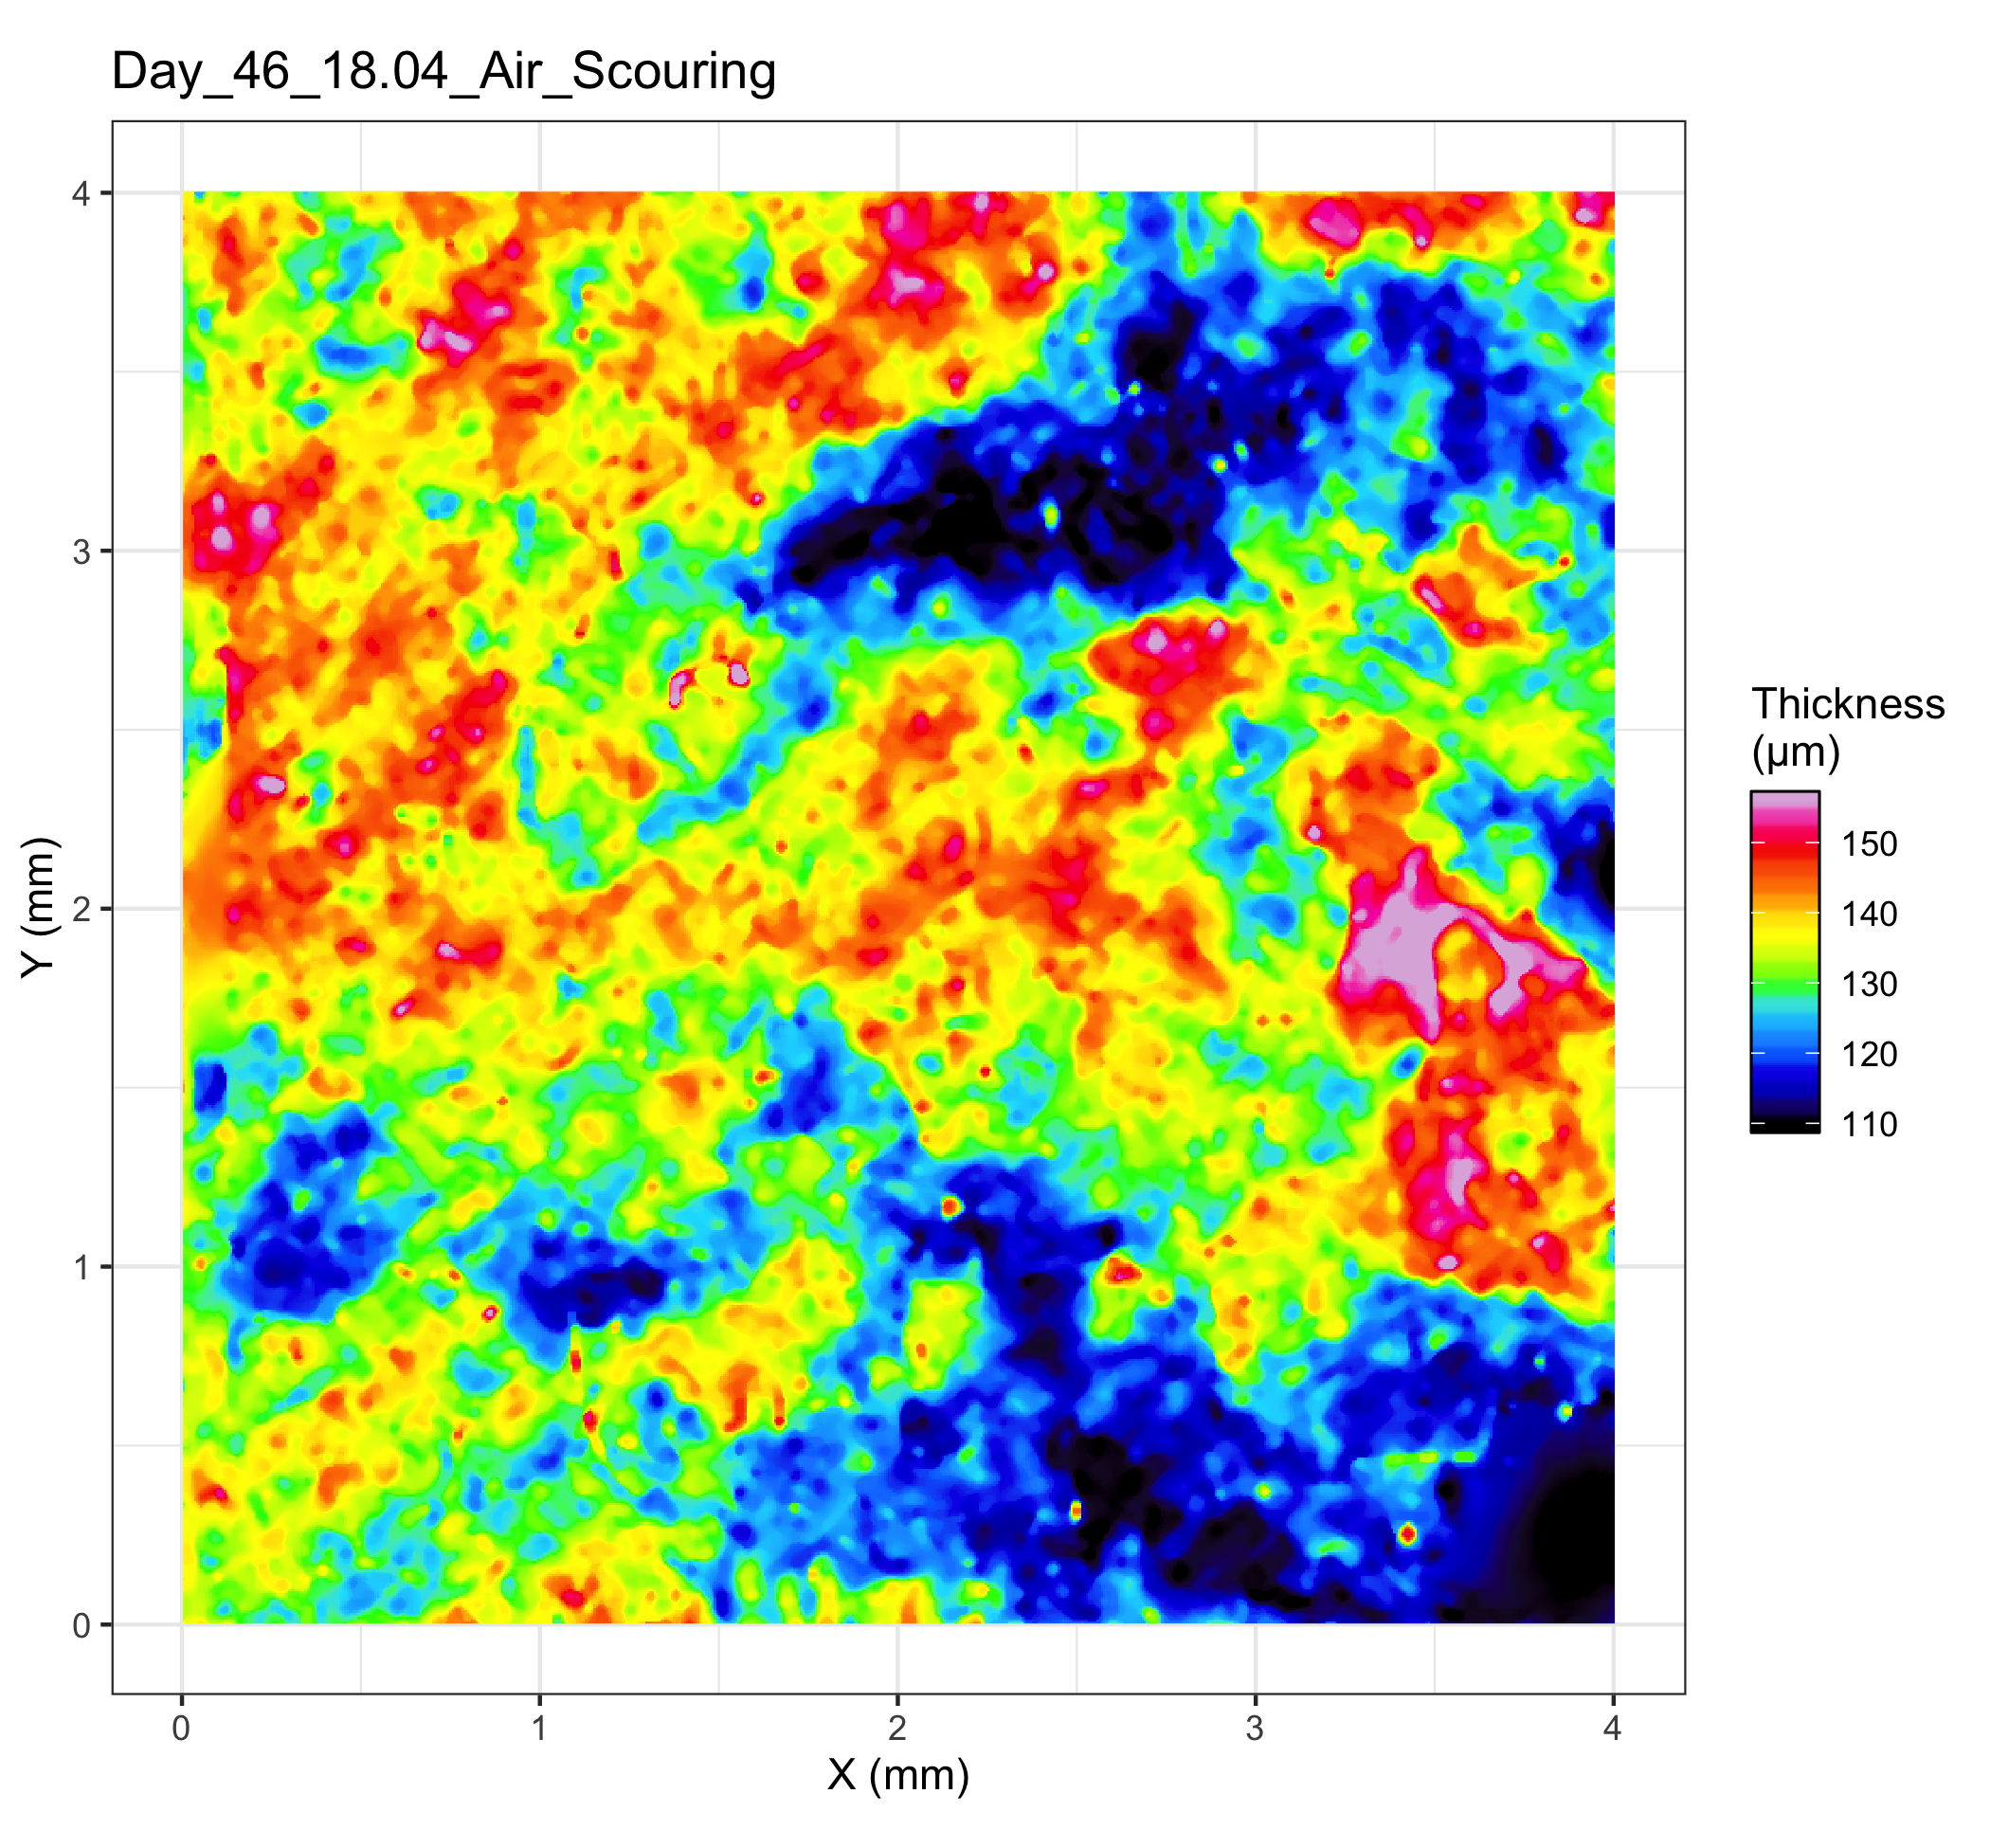 Day_46_18.04_Air_Scouring
4
3
2
1
0
Y (mm)
0 1 2 3 4
X (mm)
Thickness
(μm)
150
140
130
120
110